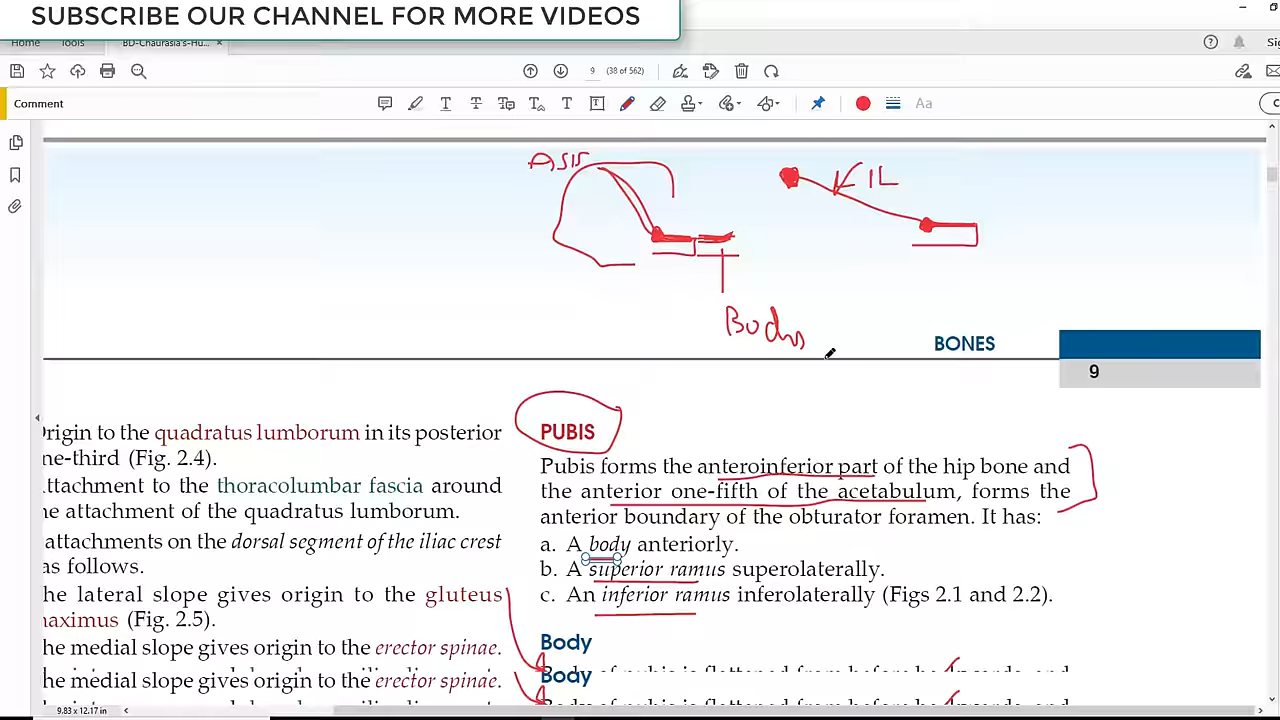 SUBSCRIBE OUR CHANNEL FOR MORE VIDEOS
Home Tools BD-Chaurasia's-Hu... ×
9 (38 of 562)
Comment
Aa
ASIS
IL
Body
BONES
9
PUBIS
Origin to the quadratus lumborum in its posterior
ne-third (Fig. 2.4).
ttachment to the thoracolumbar fascia around
he attachment of the quadratus lumborum.
attachments on the dorsal segment of the iliac crest
as follows.
he lateral slope gives origin to the gluteus
naximus (Fig. 2.5).
he medial slope gives origin to the erector spinae.
he medial slope gives origin to the erector spinae.
Pubis forms the anteroinferior part of the hip bone and
the anterior one-fifth of the acetabulum, forms the
anterior boundary of the obturator foramen. It has:
a. A body anteriorly.
b. A superior ramus superolaterally.
c. An inferior ramus inferolaterally (Figs 2.1 and 2.2).
Body
Body
9.83 x 12.17 in